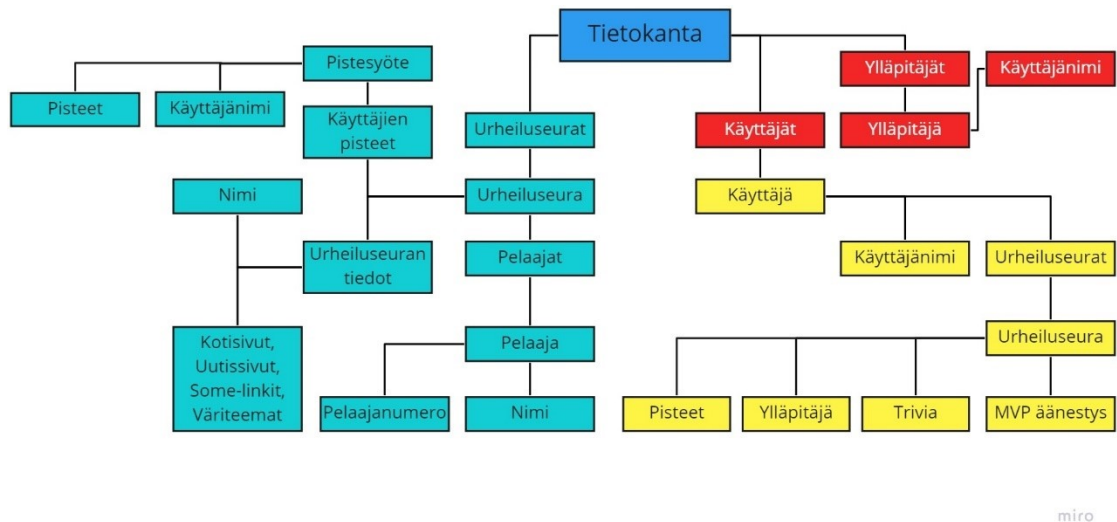 Tietokanta
Pistesyöte
Ylläpitäjät
Käyttäjänimi
Pisteet
Käyttäjänimi
Käyttäjien
pisteet
Urheiluseurat
Käyttäjät
Ylläpitäjä
Nimi
Urheiluseura
Käyttäjä
Urheiluseuran
tiedot
Pelaajat
Käyttäjänimi
Urheiluseurat
Kotisivut,
Uutissivut,
Some-linkit,
Väriteemat
Pelaaja
Urheiluseura
Pelaajanumero
Nimi
Pisteet
Ylläpitäjä
Trivia
MVP äänestys
miro